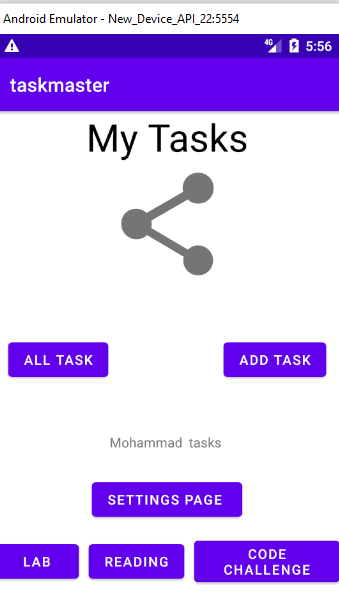 Android Emulator - New_Device_API_22:5554
4G 5:56
taskmaster
My Tasks
ALL TASK ADD TASK
Mohammad tasks
SETTINGS PAGE
LAB READING CODE
CHALLENGE